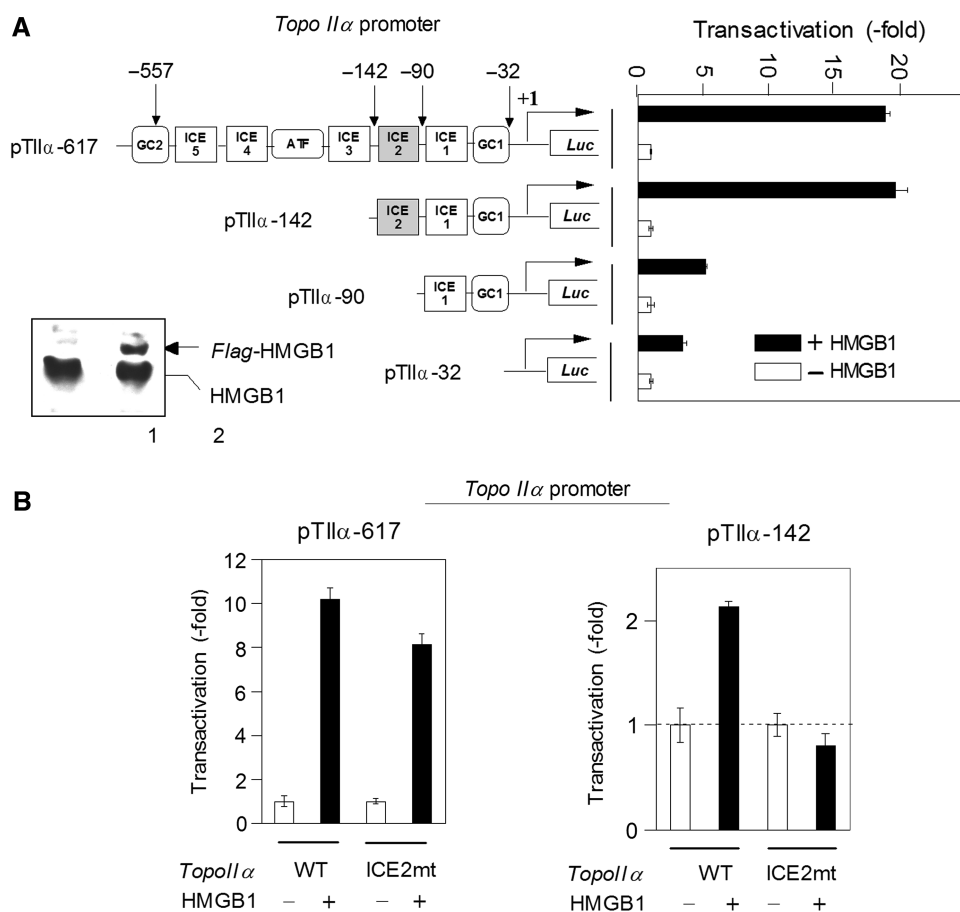 A
Topo IIα promoter
Transactivation (-fold)
0 5 10 15 20
–557 –142 –90 –32
+1
pTIIα-617 GC2 ICE 5 ICE 4 ATF ICE 3 ICE 2 ICE 1 GC1 Luc
pTIIα-142 ICE 2 ICE 1 GC1 Luc
pTIIα-90 ICE 1 GC1 Luc
pTIIα-32 Luc
+ HMGB1
– HMGB1
Flag-HMGB1
HMGB1
1 2
B
Topo IIα promoter
pTIIα-617
Transactivation (-fold)
12
10
8
6
4
2
0
TopoIIα WT ICE2mt
HMGB1 – + – +
pTIIα-142
Transactivation (-fold)
2
1
0
TopoIIα WT ICE2mt
HMGB1 – + – +